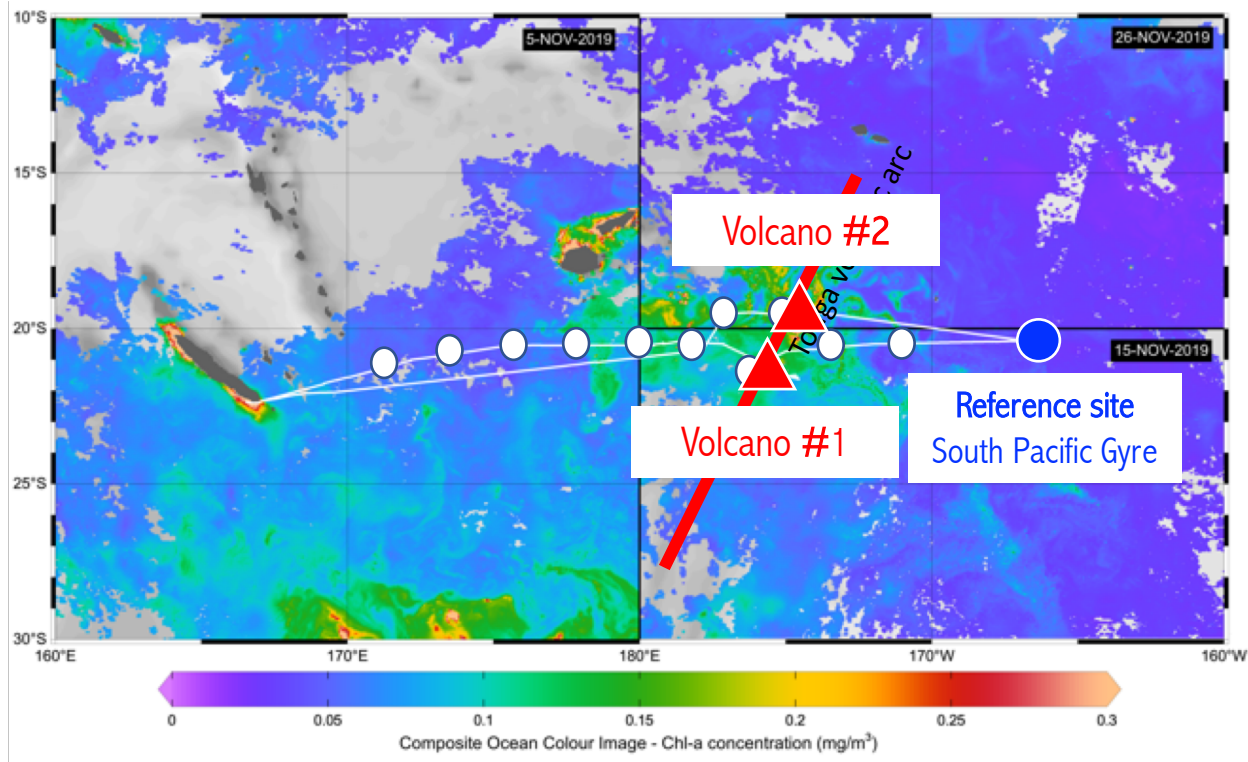 10°S
5-NOV-2019
26-NOV-2019
15°S
Volcano #2
20°S
15-NOV-2019
Reference site
South Pacific Gyre
Volcano #1
25°S
30°S
160°E
170°E
180°E
170°W
160°W
0
0.05
0.1
0.15
0.2
0.25
0.3
Composite Ocean Colour Image - Chl-a concentration (mg/m³)
arc